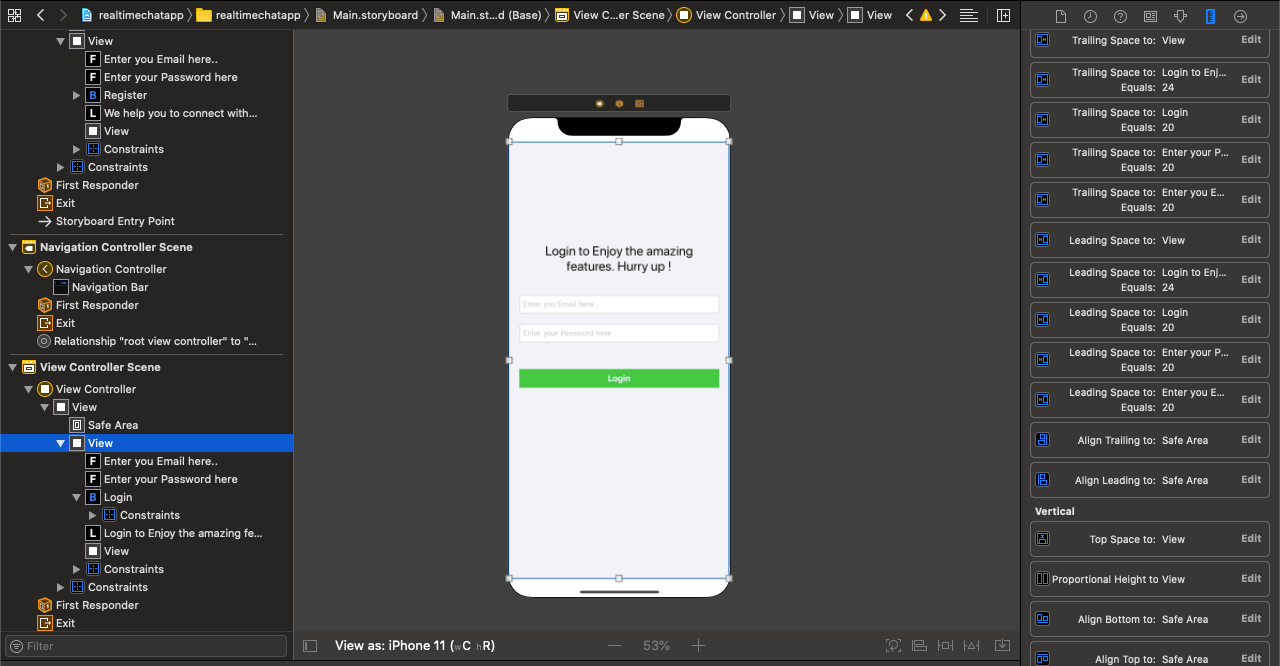 realtimechatapp
realtimechatapp
Main.storyboard
Main.st...d (Base)
View C...er Scene
View Controller
View
View
View
F Enter you Email here..
F Enter your Password here
B Register
L We help you to connect with...
View
Constraints
Constraints
First Responder
Exit
Storyboard Entry Point
Navigation Controller Scene
Navigation Controller
Navigation Bar
First Responder
Exit
Relationship "root view controller" to "...
View Controller Scene
View Controller
View
Safe Area
View
F Enter you Email here..
F Enter your Password here
B Login
Constraints
L Login to Enjoy the amazing fe...
View
Constraints
Constraints
First Responder
Exit
Filter
Login to Enjoy the amazing
features. Hurry up !
Enter you Email here..
Enter your Password here
Login
View as: iPhone 11 (wC hR)
53%
Trailing Space to: View Edit
Trailing Space to: Login to Enj... Edit
Equals: 24
Trailing Space to: Login Edit
Equals: 20
Trailing Space to: Enter your P... Edit
Equals: 20
Trailing Space to: Enter you E... Edit
Equals: 20
Leading Space to: View Edit
Leading Space to: Login to Enj... Edit
Equals: 24
Leading Space to: Login Edit
Equals: 20
Leading Space to: Enter your P... Edit
Equals: 20
Leading Space to: Enter you E... Edit
Equals: 20
Align Trailing to: Safe Area Edit
Align Leading to: Safe Area Edit
Vertical
Top Space to: View Edit
Proportional Height to View Edit
Align Bottom to: Safe Area Edit
Align Top to: Safe Area Edit